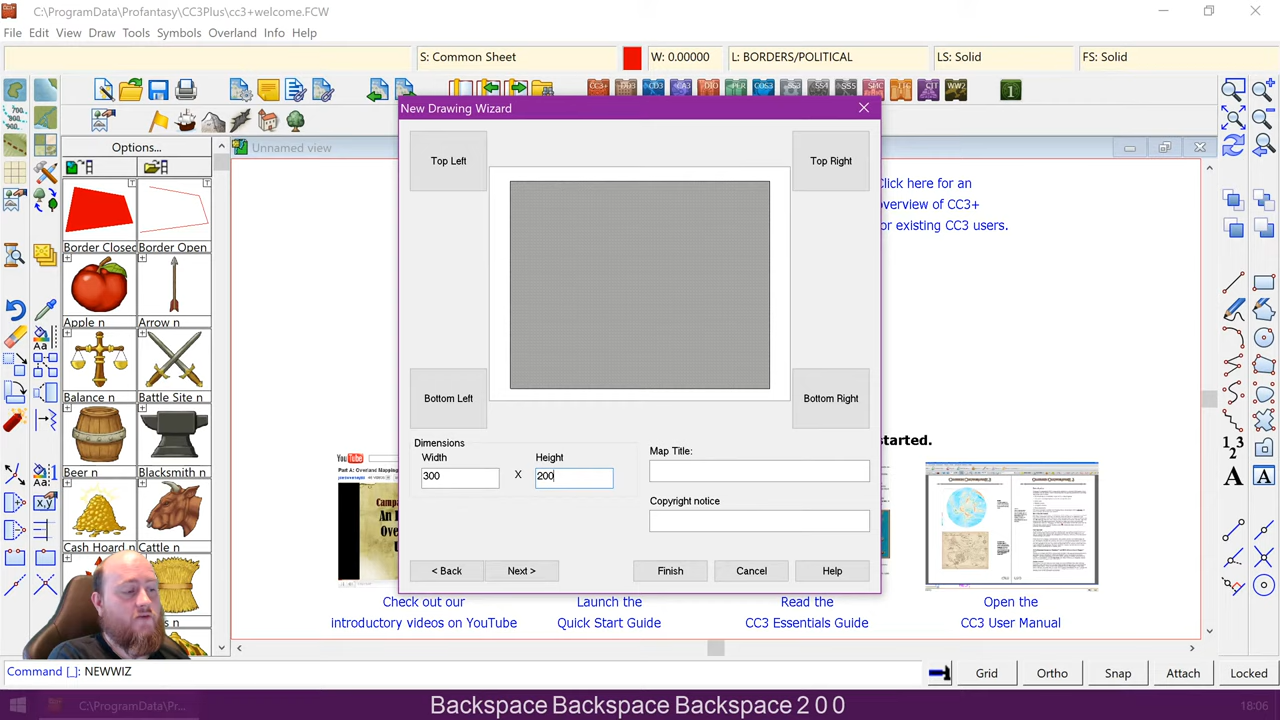 C:\ProgramData\Profantasy\CC3Plus\cc3+welcome.FCW
File Edit View Draw Tools Symbols Overland Info Help
S: Common Sheet W: 0.00000 L: BORDERS/POLITICAL LS: Solid FS: Solid
Options...
Unnamed view
New Drawing Wizard
Top Left
Top Right
Click here for an
overview of CC3+
for existing CC3 users.
Border Closed Border Open
Apple n Arrow n
Balance n Battle Site n
Beer n Blacksmith n
Cash Hoard n Cattle n
Bottom Left
Bottom Right
Dimensions
Width Height
300 X 200
Map Title:
Copyright notice
started.
< Back Next > Finish Cancel Help
Check out our
introductory videos on YouTube
Launch the
Quick Start Guide
Read the
CC3 Essentials Guide
Open the
CC3 User Manual
Command [_]: NEWWIZ
Grid Ortho Snap Attach Locked
C:\ProgramData\Pr...
Backspace Backspace Backspace 2 0 0
18:06